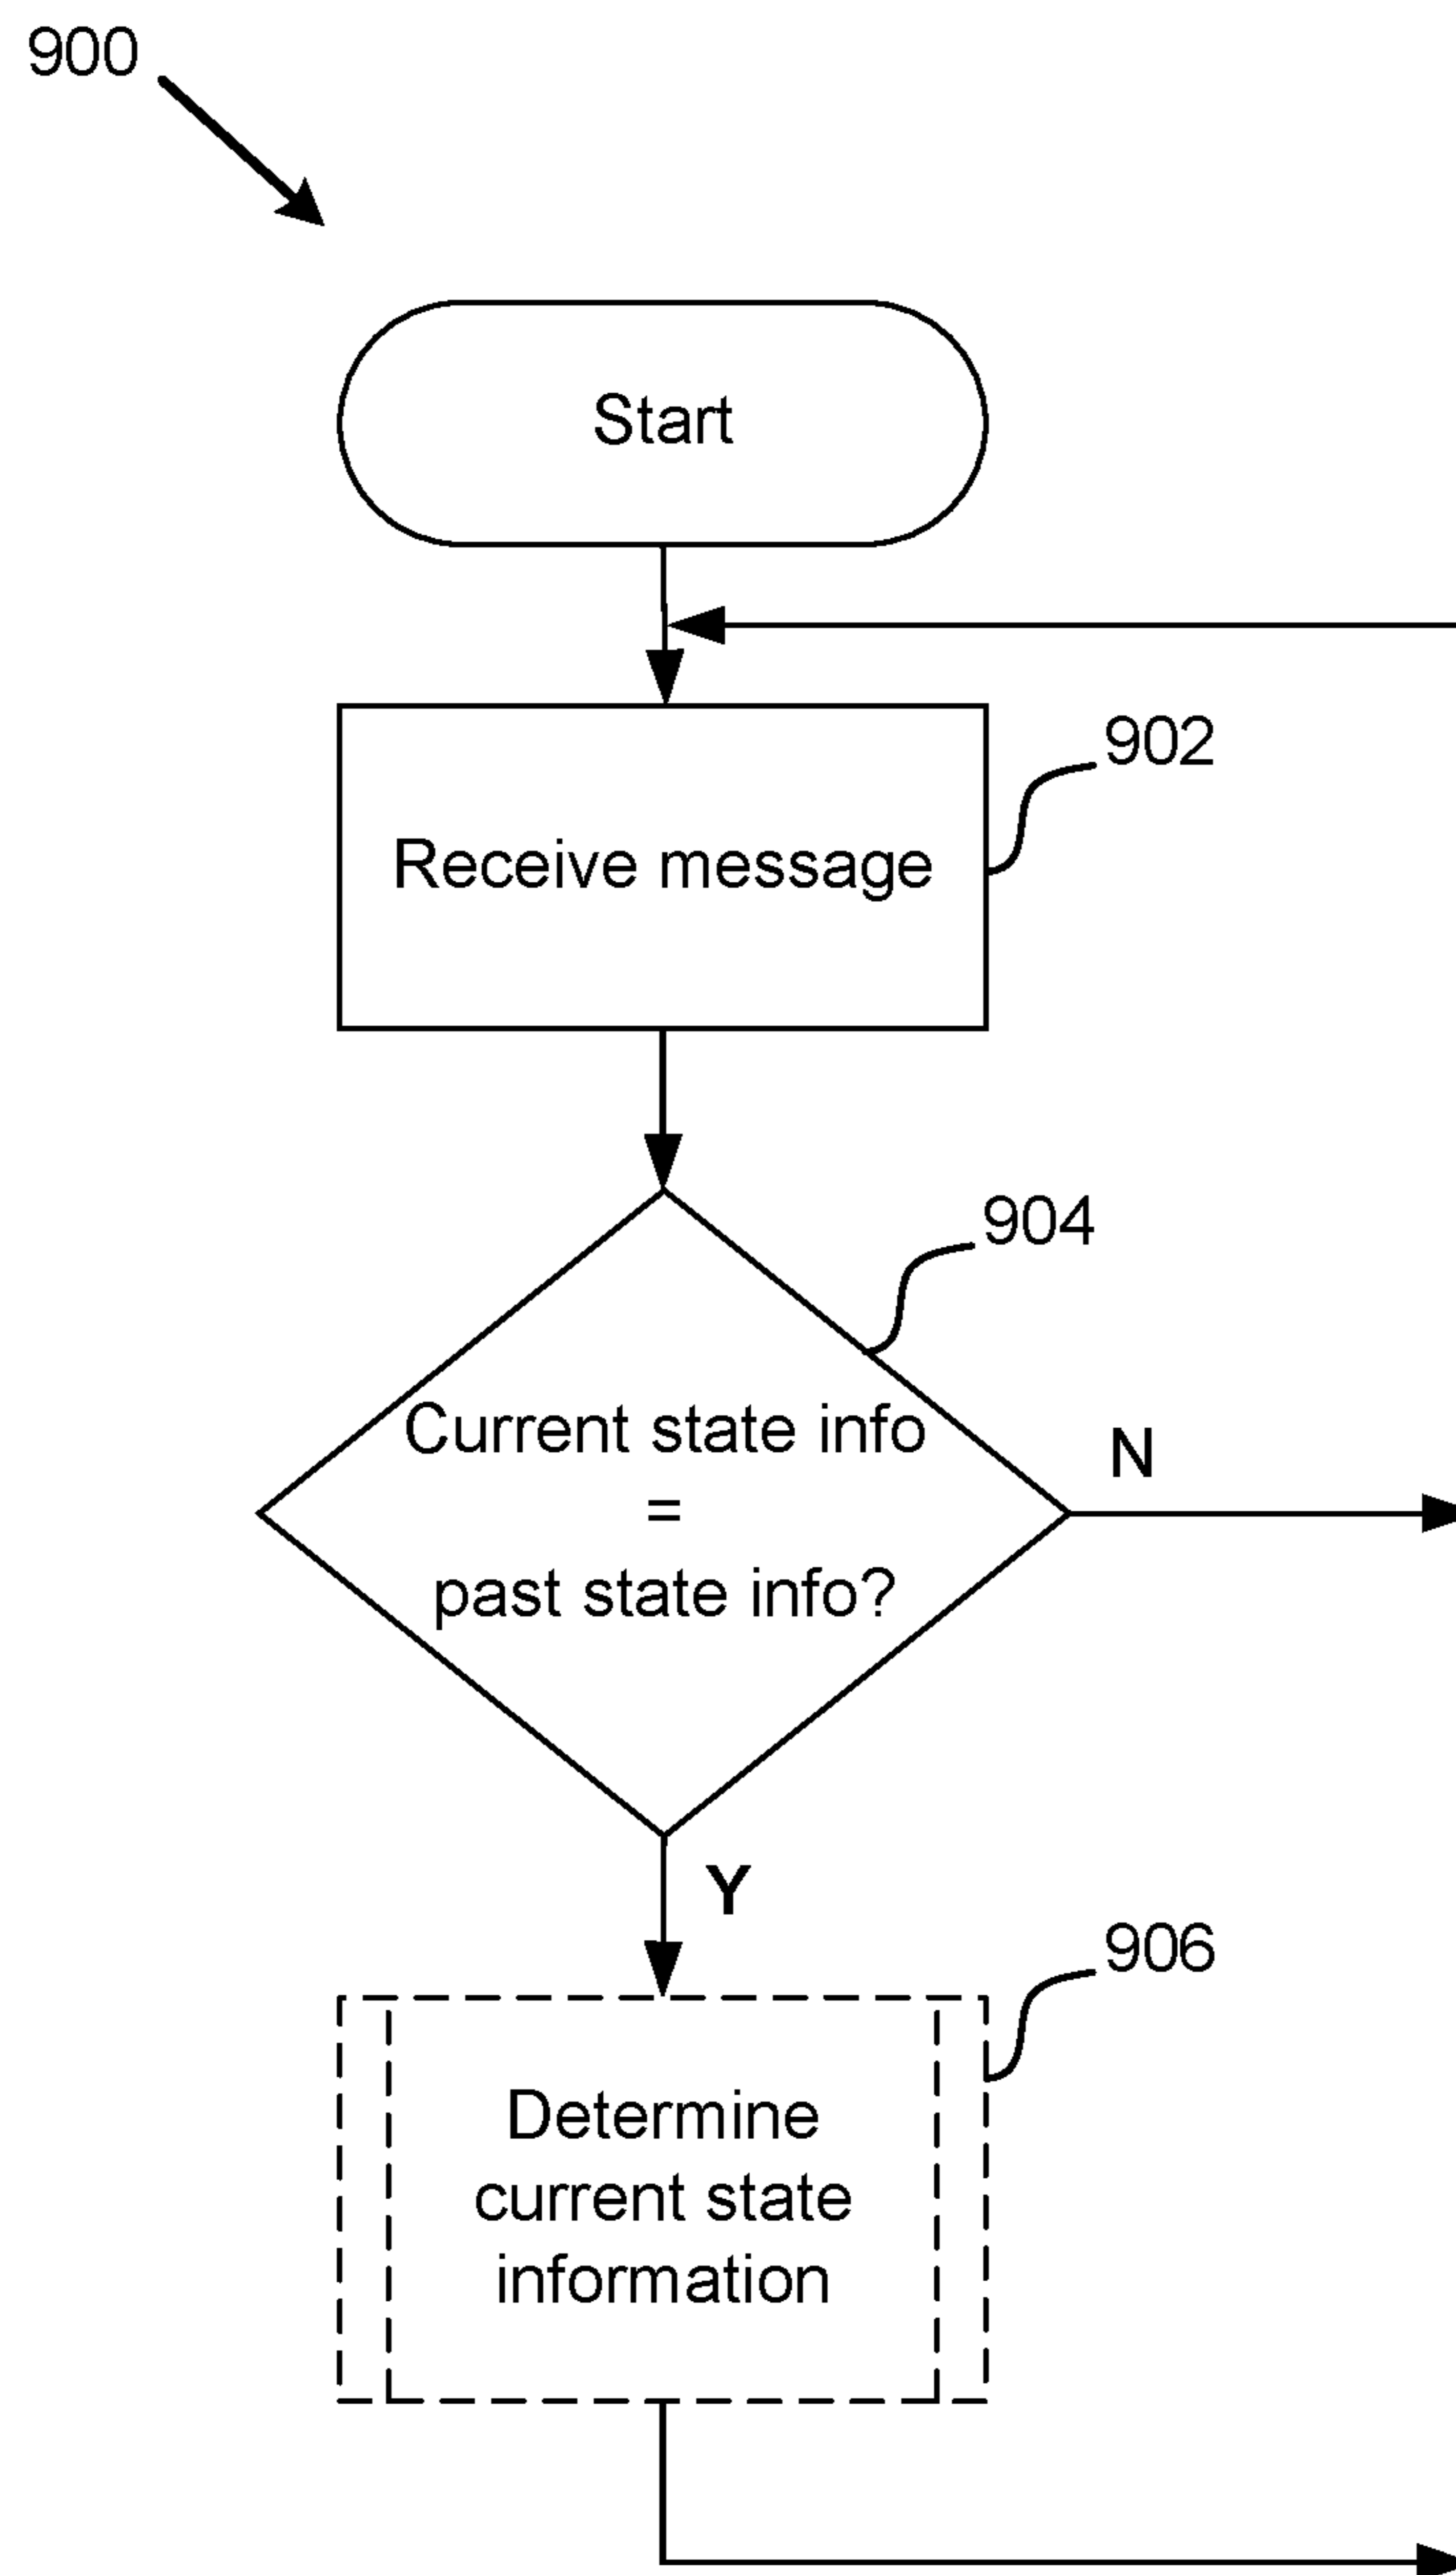 900
Start
902
Receive message
904
Current state info
=
past state info?
N
Y
906
Determine
current state
information